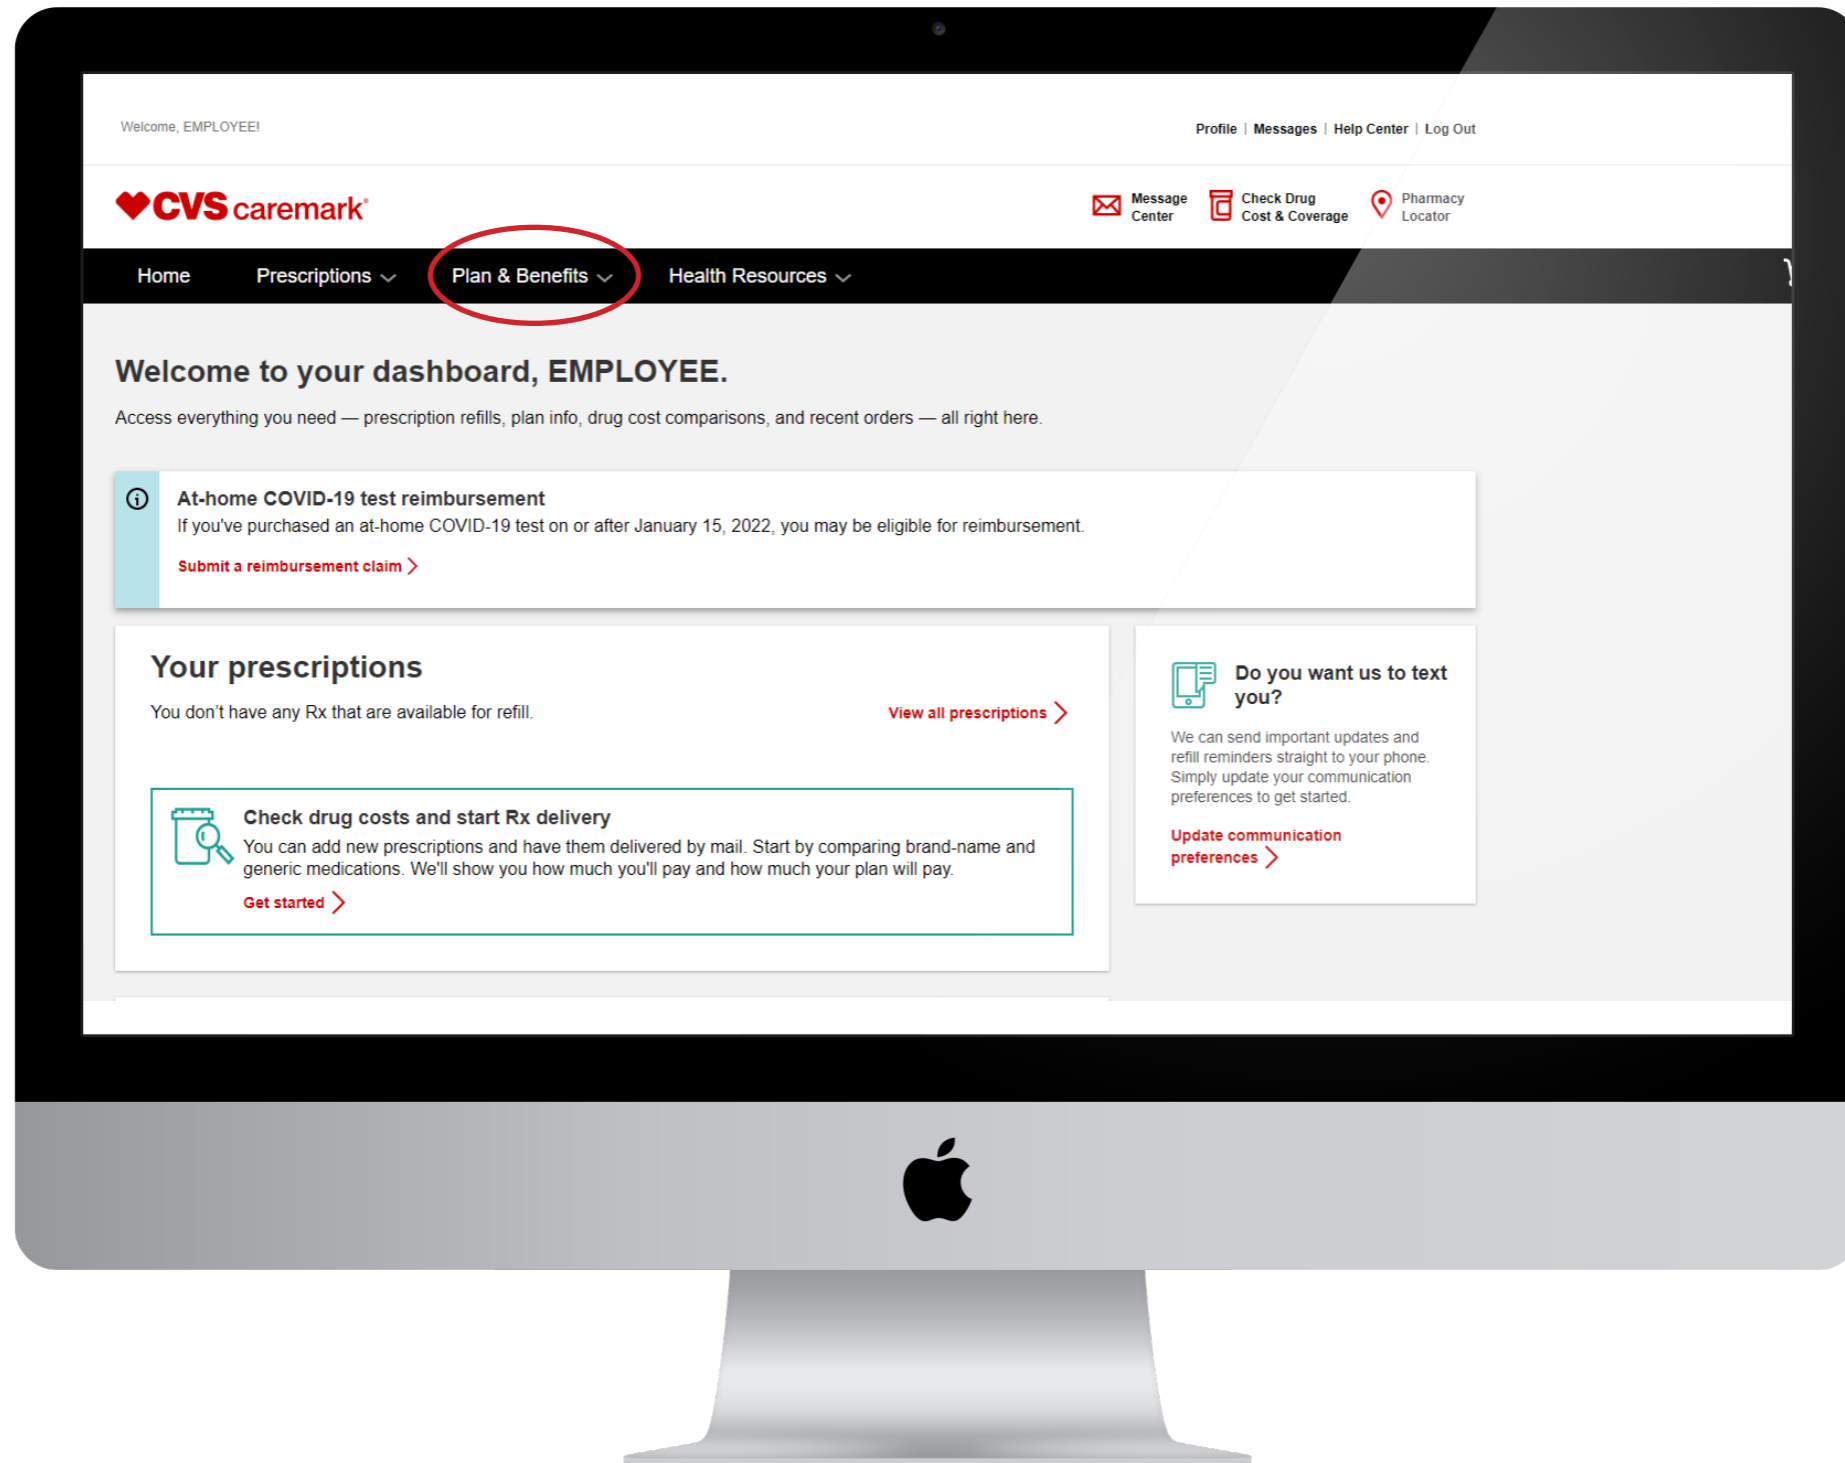 Welcome, EMPLOYEE!
Profile | Messages | Help Center | Log Out
CVS caremark®
Message Center
Check Drug Cost & Coverage
Pharmacy Locator
Home Prescriptions Plan & Benefits Health Resources
Welcome to your dashboard, EMPLOYEE.
Access everything you need — prescription refills, plan info, drug cost comparisons, and recent orders — all right here.
At-home COVID-19 test reimbursement
If you've purchased an at-home COVID-19 test on or after January 15, 2022, you may be eligible for reimbursement.
Submit a reimbursement claim
Your prescriptions
You don't have any Rx that are available for refill.
View all prescriptions
Check drug costs and start Rx delivery
You can add new prescriptions and have them delivered by mail. Start by comparing brand-name and
generic medications. We'll show you how much you'll pay and how much your plan will pay.
Get started
Do you want us to text
you?
We can send important updates and
refill reminders straight to your phone.
Simply update your communication
preferences to get started.
Update communication
preferences